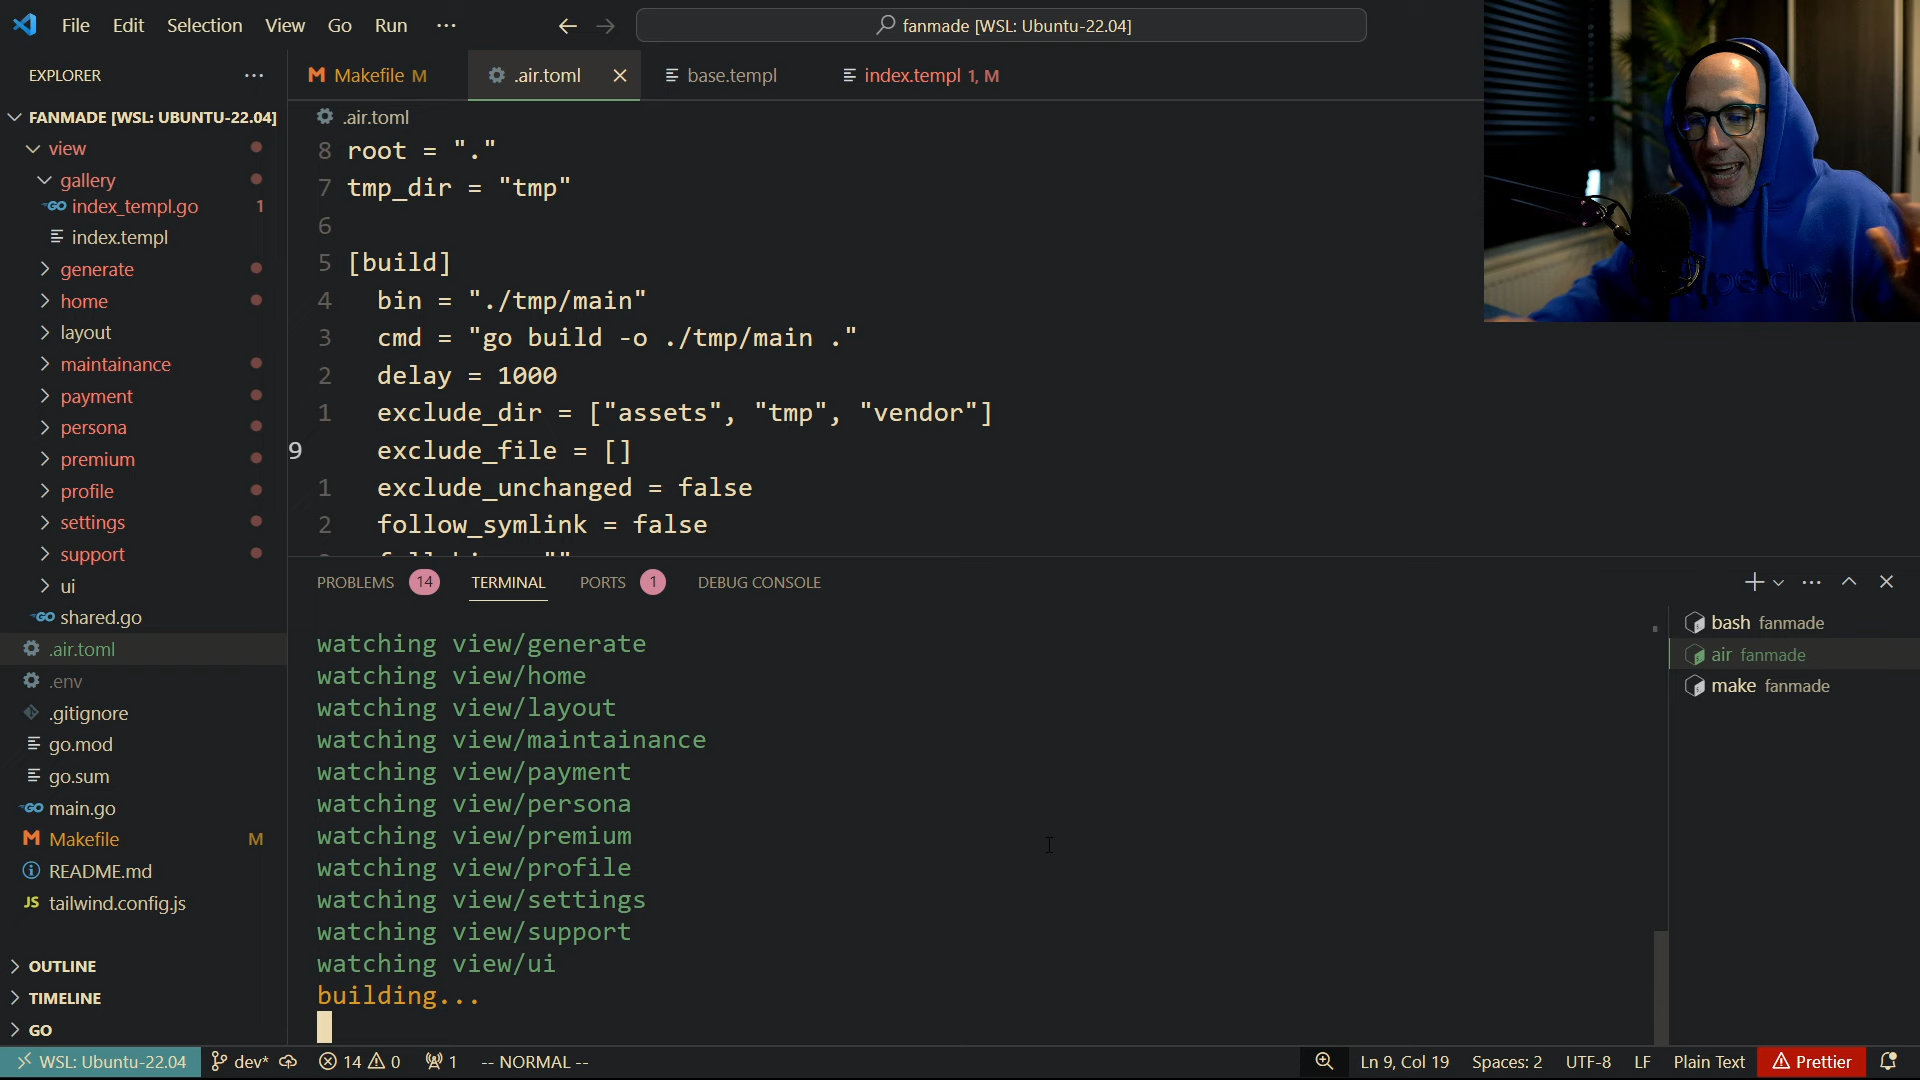 File Edit Selection View Go Run ···
fanmade [WSL: Ubuntu-22.04]
EXPLORER ···
Makefile M
.air.toml
base.templ
index.templ 1, M
FANMADE [WSL: UBUNTU-22.04]
view
gallery
index_templ.go 1
index.templ
generate
home
layout
maintainance
payment
persona
premium
profile
settings
support
ui
shared.go
.air.toml
.env
.gitignore
go.mod
go.sum
main.go
Makefile M
README.md
JS tailwind.config.js
OUTLINE
TIMELINE
GO
.air.toml
8 root = "."
7 tmp_dir = "tmp"
6
5 [build]
4 bin = "./tmp/main"
3 cmd = "go build -o ./tmp/main ."
2 delay = 1000
1 exclude_dir = ["assets", "tmp", "vendor"]
9 exclude_file = []
1 exclude_unchanged = false
2 follow_symlink = false
PROBLEMS 14 TERMINAL PORTS 1 DEBUG CONSOLE
watching view/generate
watching view/home
watching view/layout
watching view/maintainance
watching view/payment
watching view/persona
watching view/premium
watching view/profile
watching view/settings
watching view/support
watching view/ui
building...
bash fanmade
air fanmade
make fanmade
WSL: Ubuntu-22.04 dev* 14 0 1 -- NORMAL -- Ln 9, Col 19 Spaces: 2 UTF-8 LF Plain Text Prettier